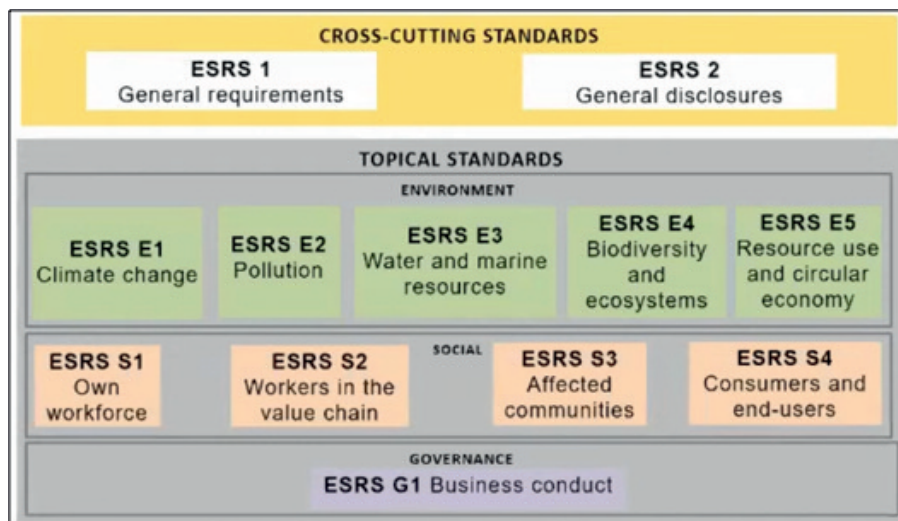 CROSS-CUTTING STANDARDS
ESRS 1
General requirements
ESRS 2
General disclosures
TOPICAL STANDARDS
ENVIRONMENT
ESRS E1
Climate change
ESRS E2
Pollution
ESRS E3
Water and marine
resources
ESRS E4
Biodiversity
and
ecosystems
ESRS E5
Resource use
and circular
economy
SOCIAL
ESRS S1
Own
workforce
ESRS S2
Workers in the
value chain
ESRS S3
Affected
communities
ESRS S4
Consumers and
end-users
GOVERNANCE
ESRS G1 Business conduct